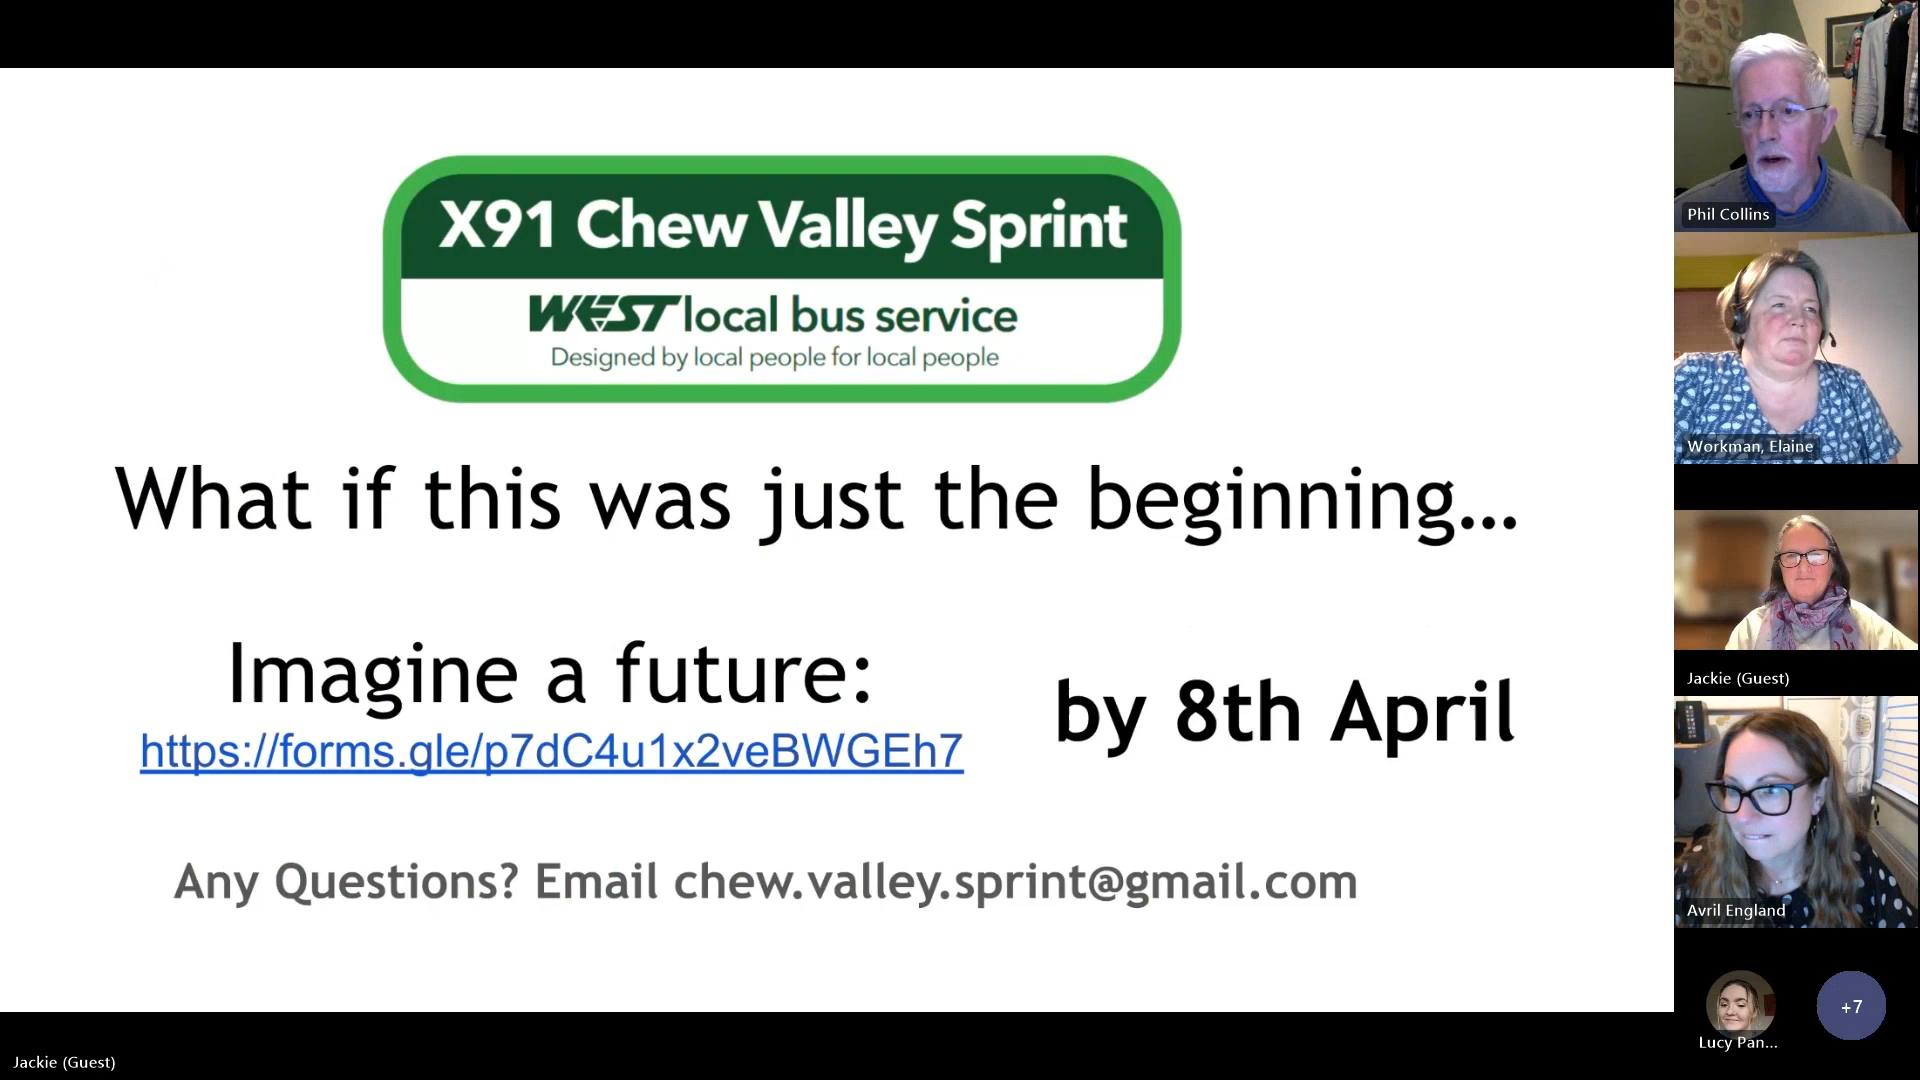 X91 Chew Valley Sprint
WEST local bus service
Designed by local people for local people
What if this was just the beginning...
Imagine a future:
https://forms.gle/p7dC4u1x2veBWGEh7
by 8th April
Any Questions? Email chew.valley.sprint@gmail.com
Phil Collins
Workman, Elaine
Jackie (Guest)
Avril England
Lucy Pan...
+7
Jackie (Guest)